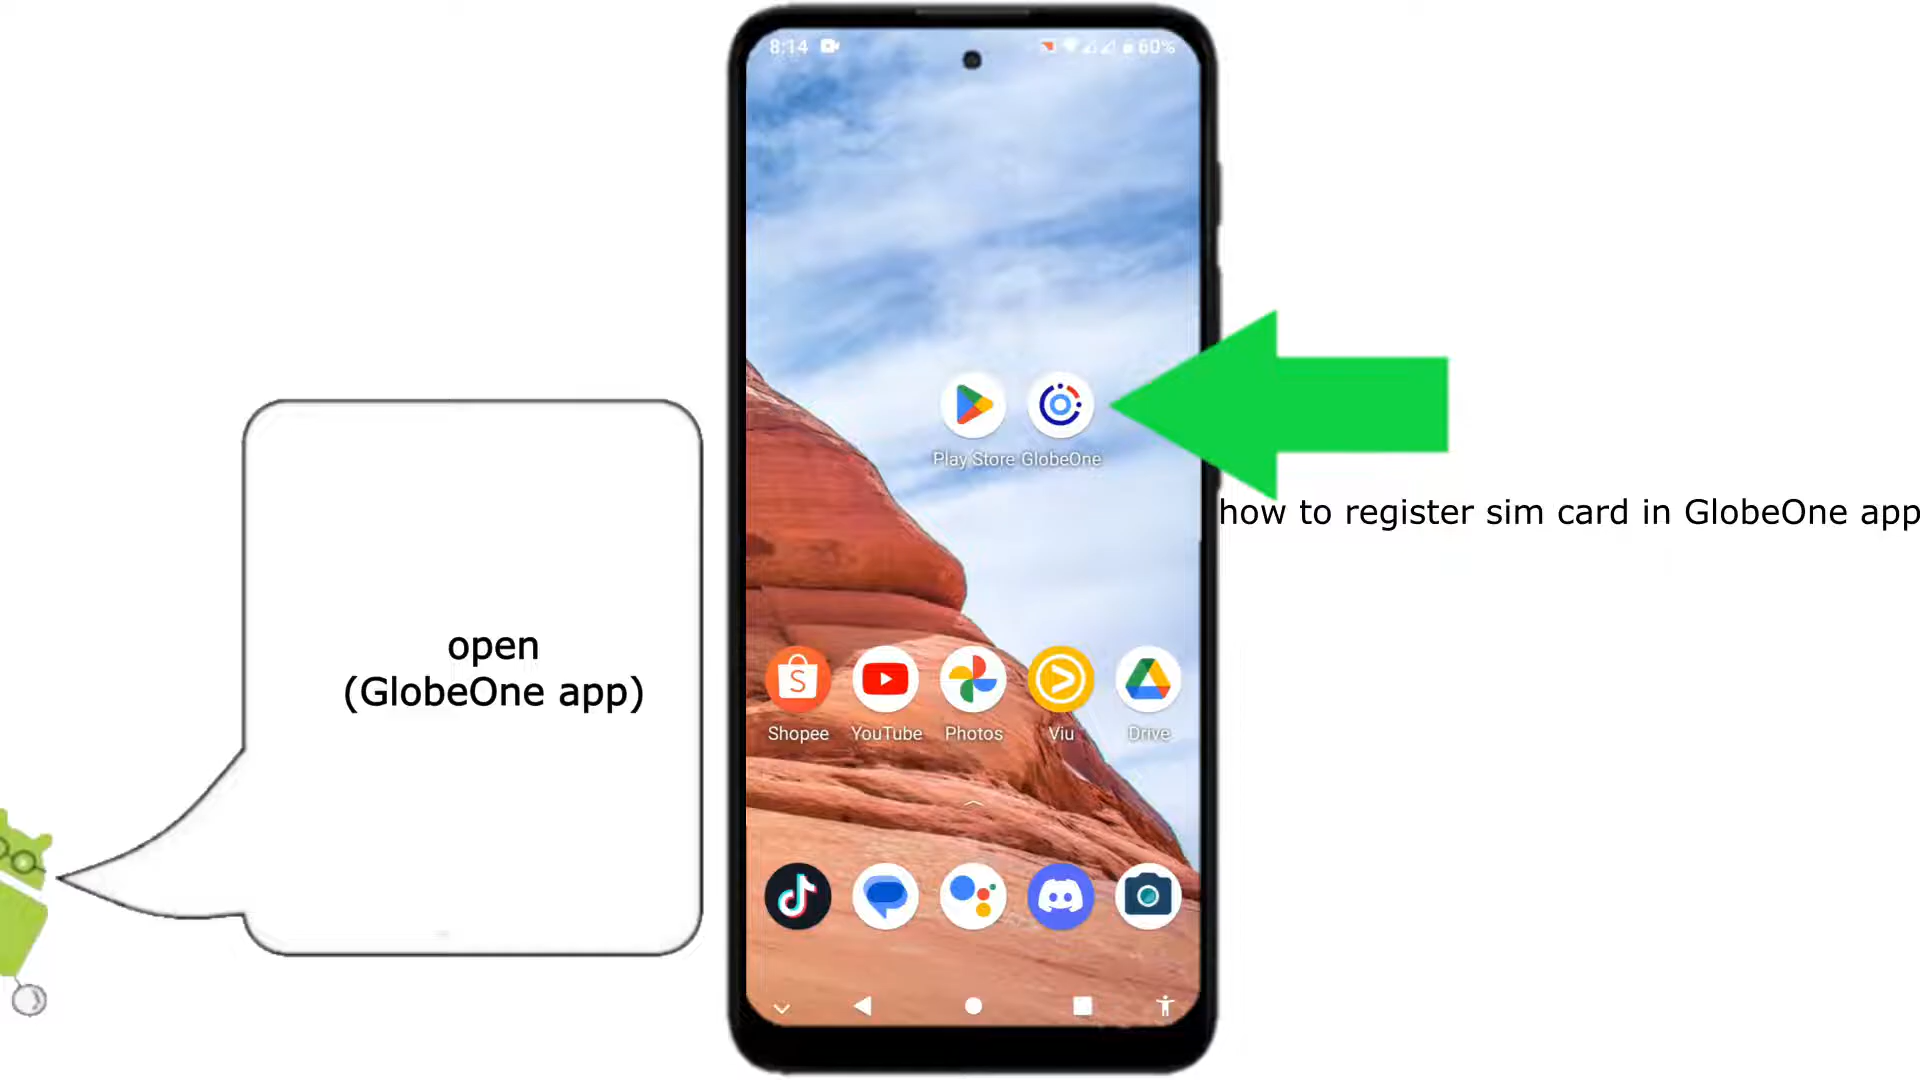 8:14
60%
Play Store GlobeOne
how to register sim card in GlobeOne app
open
(GlobeOne app)
Shopee YouTube Photos Viu Drive